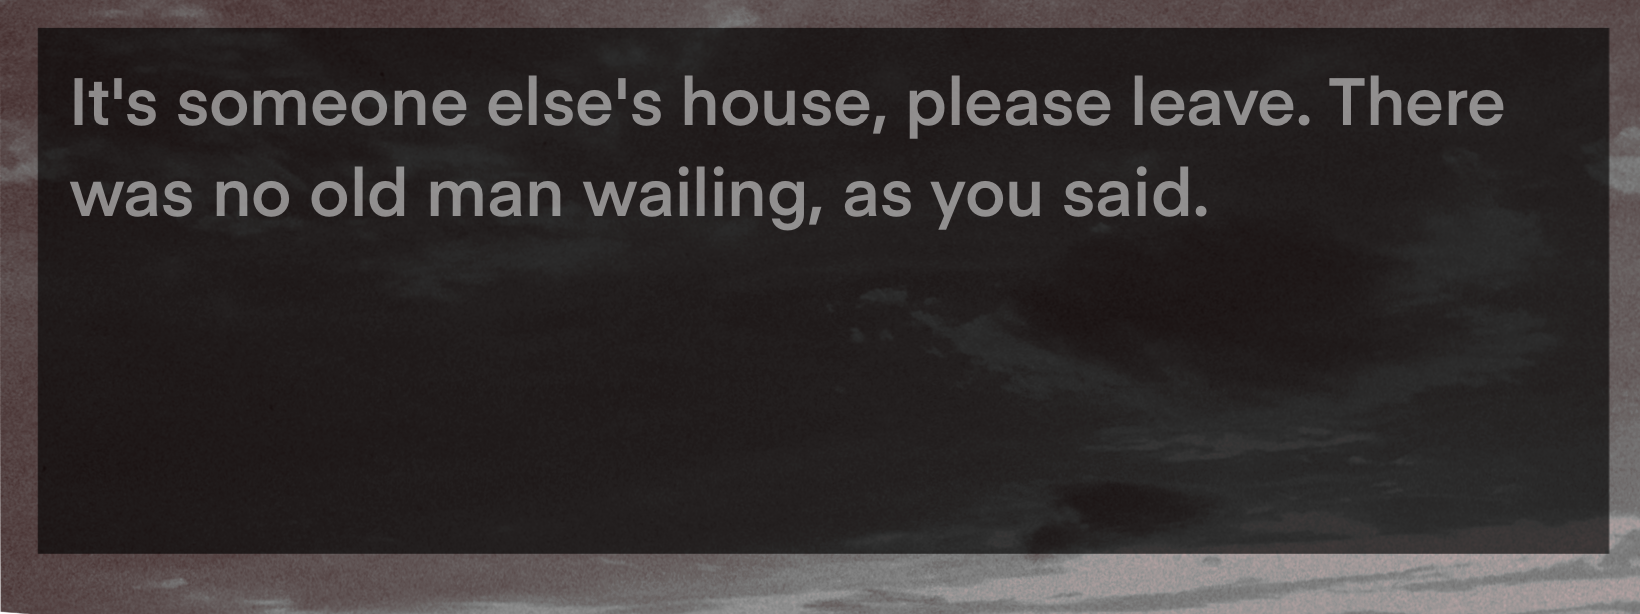 It's someone else's house, please leave. There
was no old man wailing, as you said.